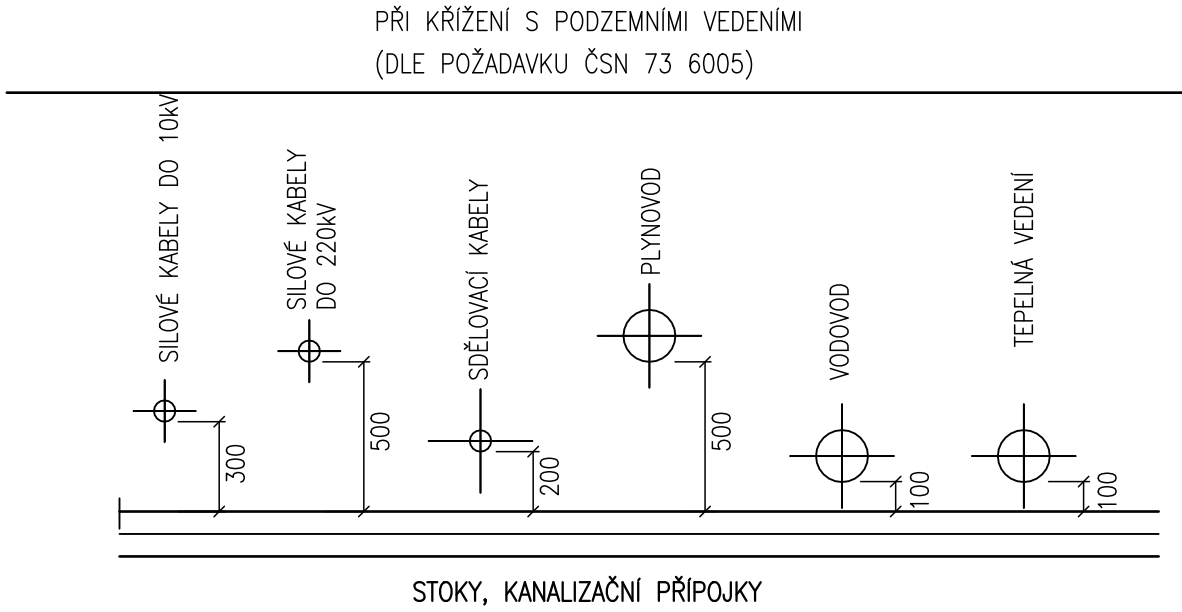 PŘI KŘÍŽENÍ S PODZEMNÍMI VEDENÍMI
(DLE POŽADAVKU ČSN 73 6005)
SILOVÉ KABELY DO 10kV
SILOVÉ KABELY
DO 220kV
SDĚLOVACÍ KABELY
PLYNOVOD
VODOVOD
TEPELNÁ VEDENÍ
300
500
200
500
100
100
STOKY, KANALIZAČNÍ PŘÍPOJKY